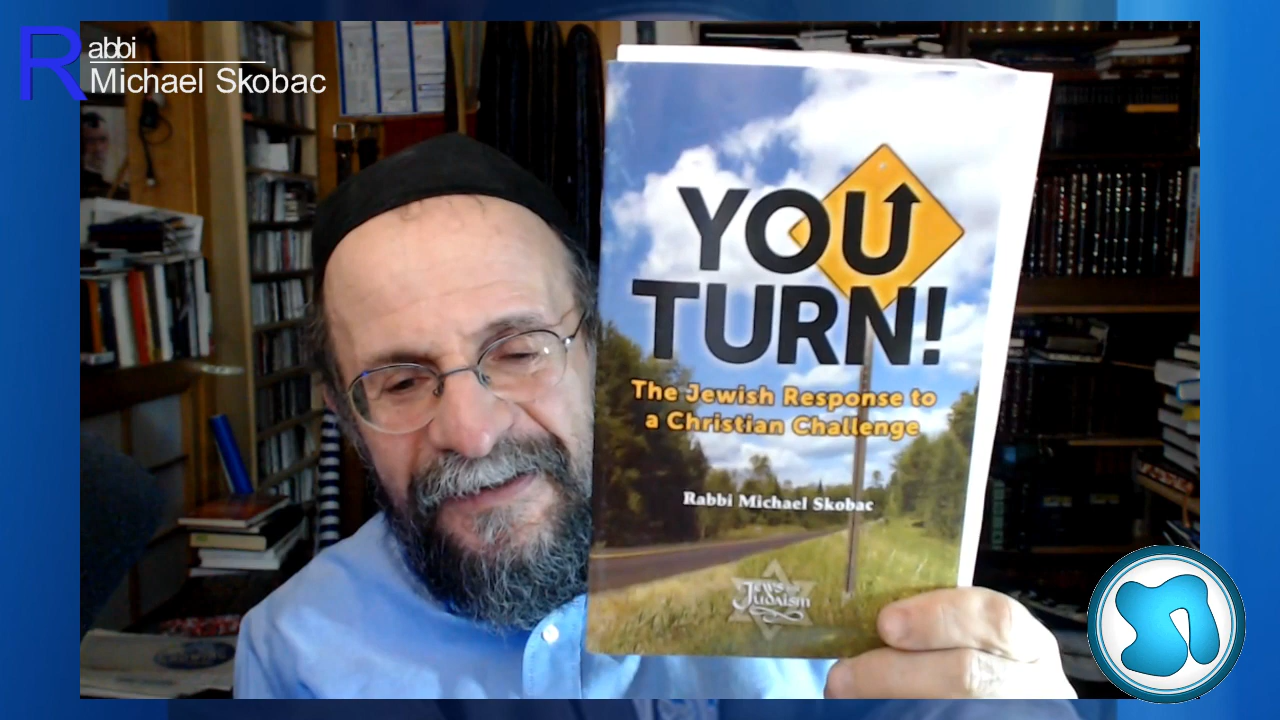 Rabbi
Michael Skobac
YOU
TURN!
The Jewish Response to
a Christian Challenge
Rabbi Michael Skobac
Jews for
Judaism